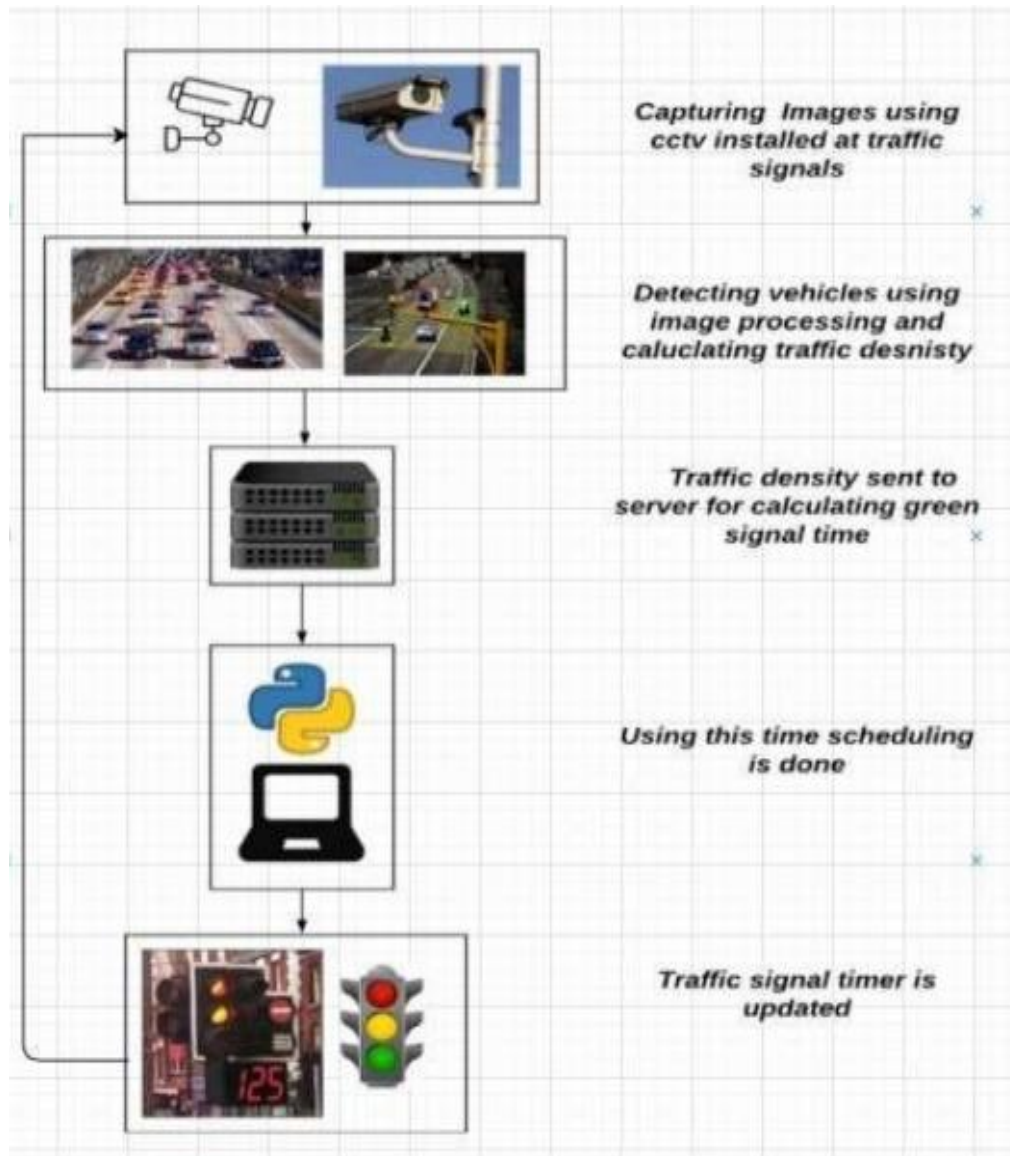 Capturing Images using
cctv installed at traffic
signals
Detecting vehicles using
image processing and
caluclating traffic desnisty
Traffic density sent to
server for calculating green
signal time
Using this time scheduling
is done
125
Traffic signal timer is
updated